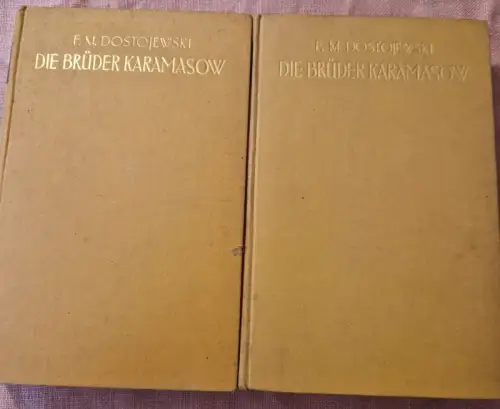 F. M. DOSTOJEWSKI
DIE BRÜDER KARAMASOW
F. M. DOSTOJEWSKI
DIE BRÜDER KARAMASOW